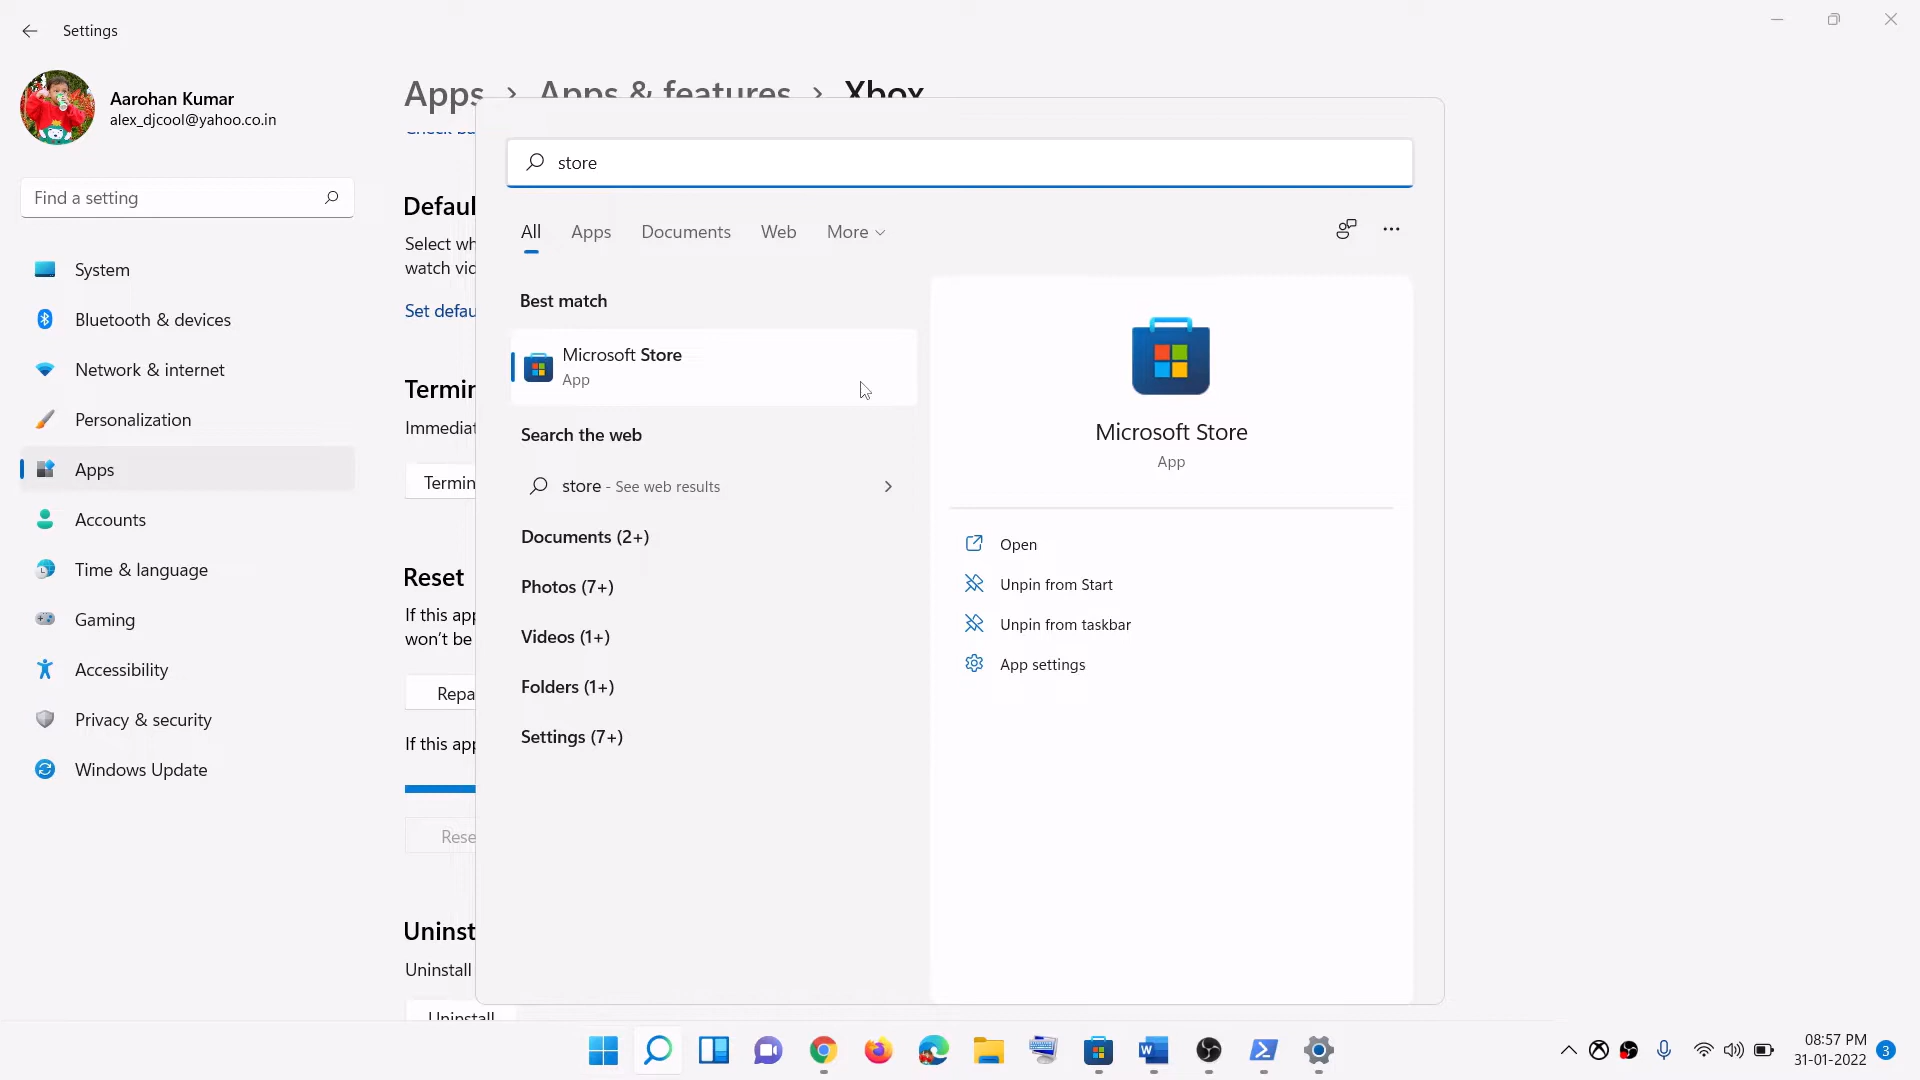 Settings
Aarohan Kumar
alex_djcool@yahoo.co.in
Find a setting
System
Bluetooth & devices
Network & internet
Personalization
Apps
Accounts
Time & language
Gaming
Accessibility
Privacy & security
Windows Update
Apps > Apps & features > Xbox
Defaul
Select wh
watch vid
Set defau
Termin
Immediat
Termin
Reset
If this app
won't be
Repa
If this app
Rese
Uninst
Uninstall
Uninstall
store
All Apps Documents Web More
Best match
Microsoft Store
App
Search the web
store - See web results
Documents (2+)
Photos (7+)
Videos (1+)
Folders (1+)
Settings (7+)
Microsoft Store
App
Open
Unpin from Start
Unpin from taskbar
App settings
08:57 PM
31-01-2022
3